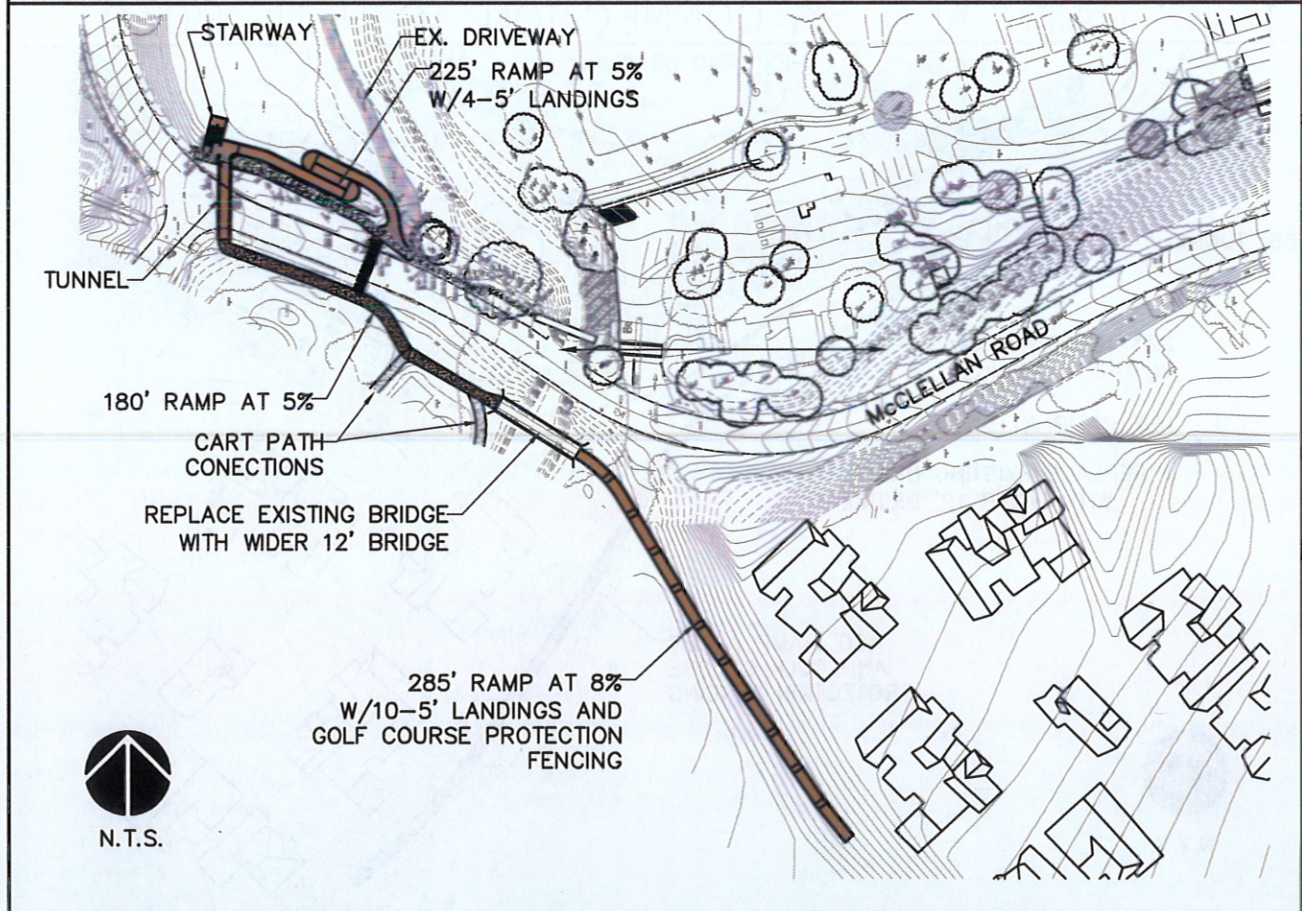 STAIRWAY
EX. DRIVEWAY
225' RAMP AT 5%
W/4-5' LANDINGS
TUNNEL
McCLELLAN ROAD
180' RAMP AT 5%
CART PATH
CONECTIONS
REPLACE EXISTING BRIDGE
WITH WIDER 12' BRIDGE
285' RAMP AT 8%
W/10-5' LANDINGS AND
GOLF COURSE PROTECTION
FENCING
N.T.S.